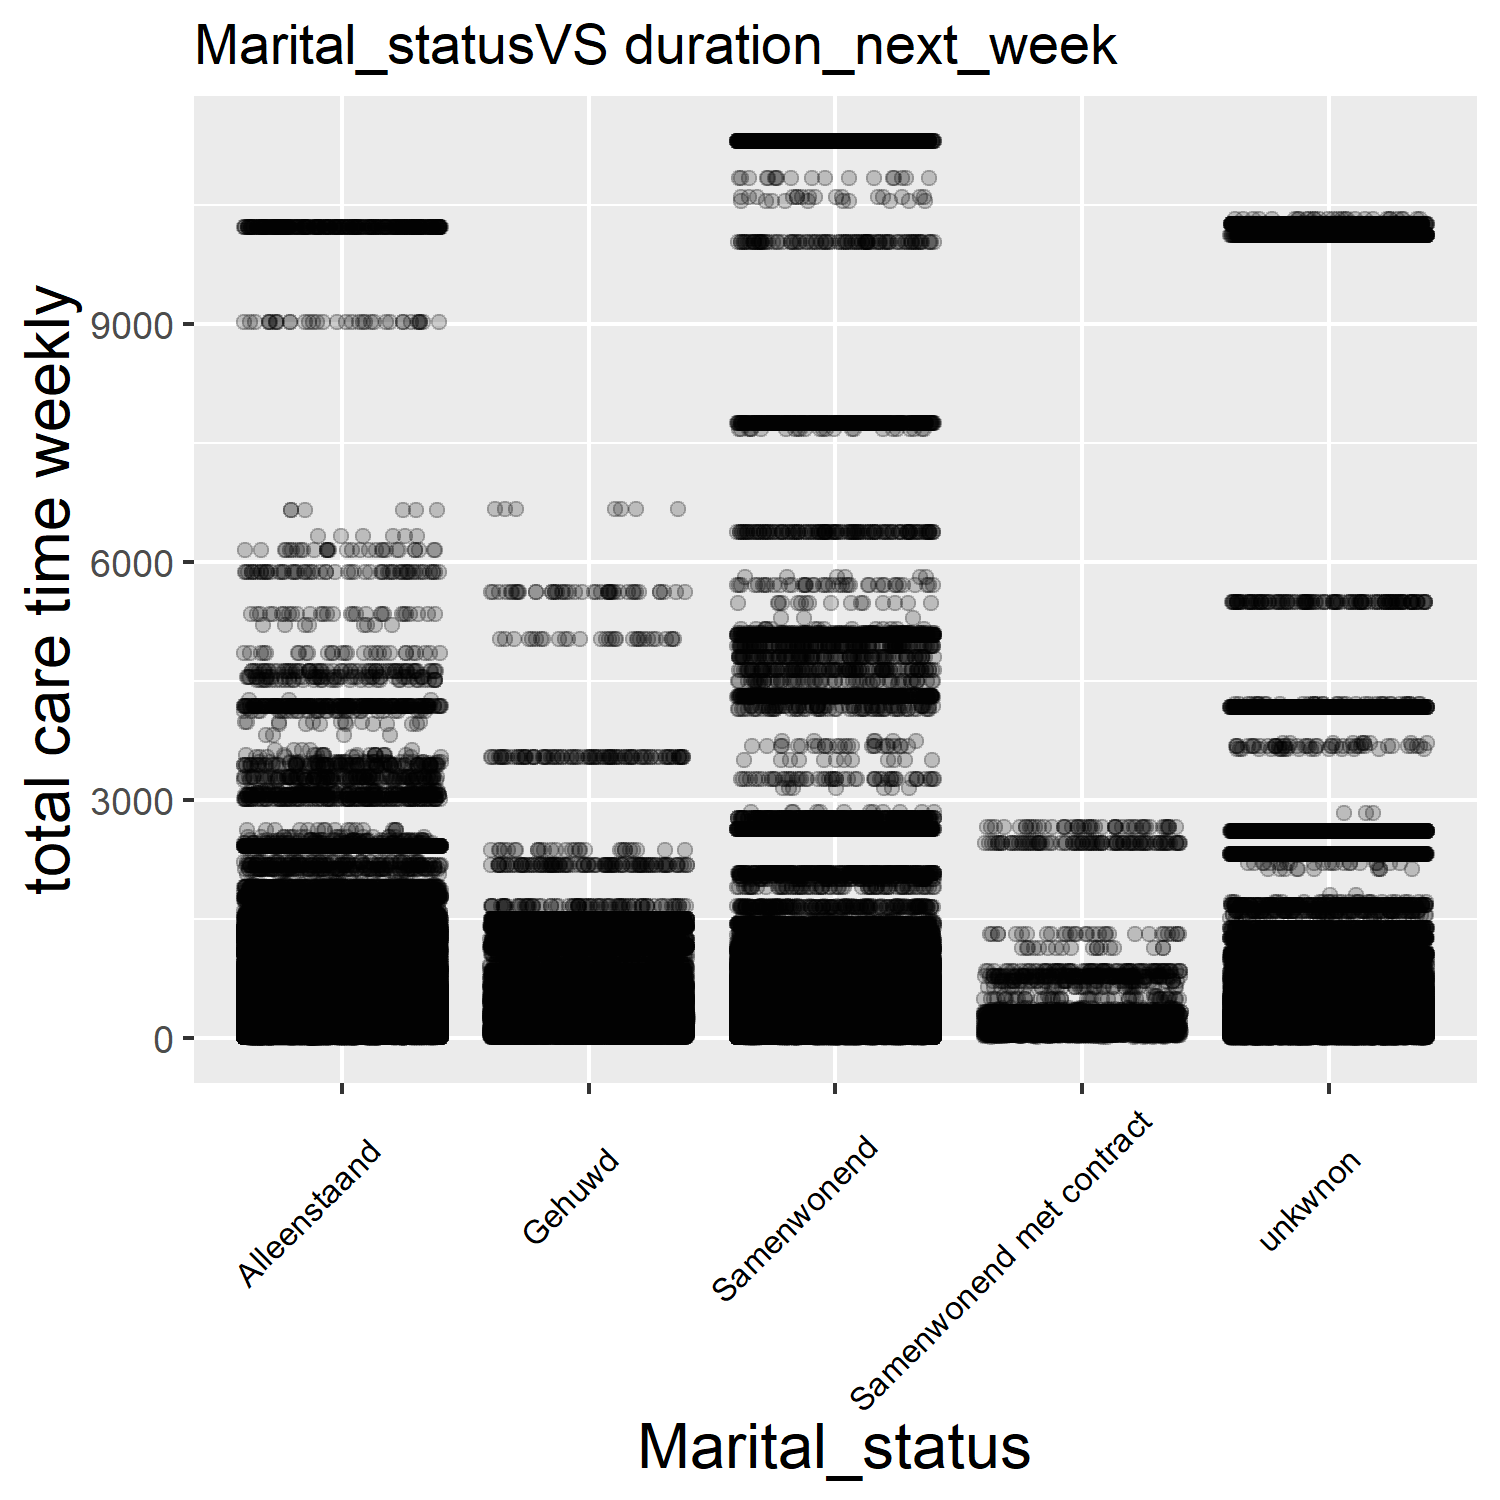 Marital_statusVS duration_next_week
total care time weekly
9000
6000
3000
0
Alleenstaand
Gehuwd
Samenwonend
Samenwonend met contract
unkwnon
Marital_status